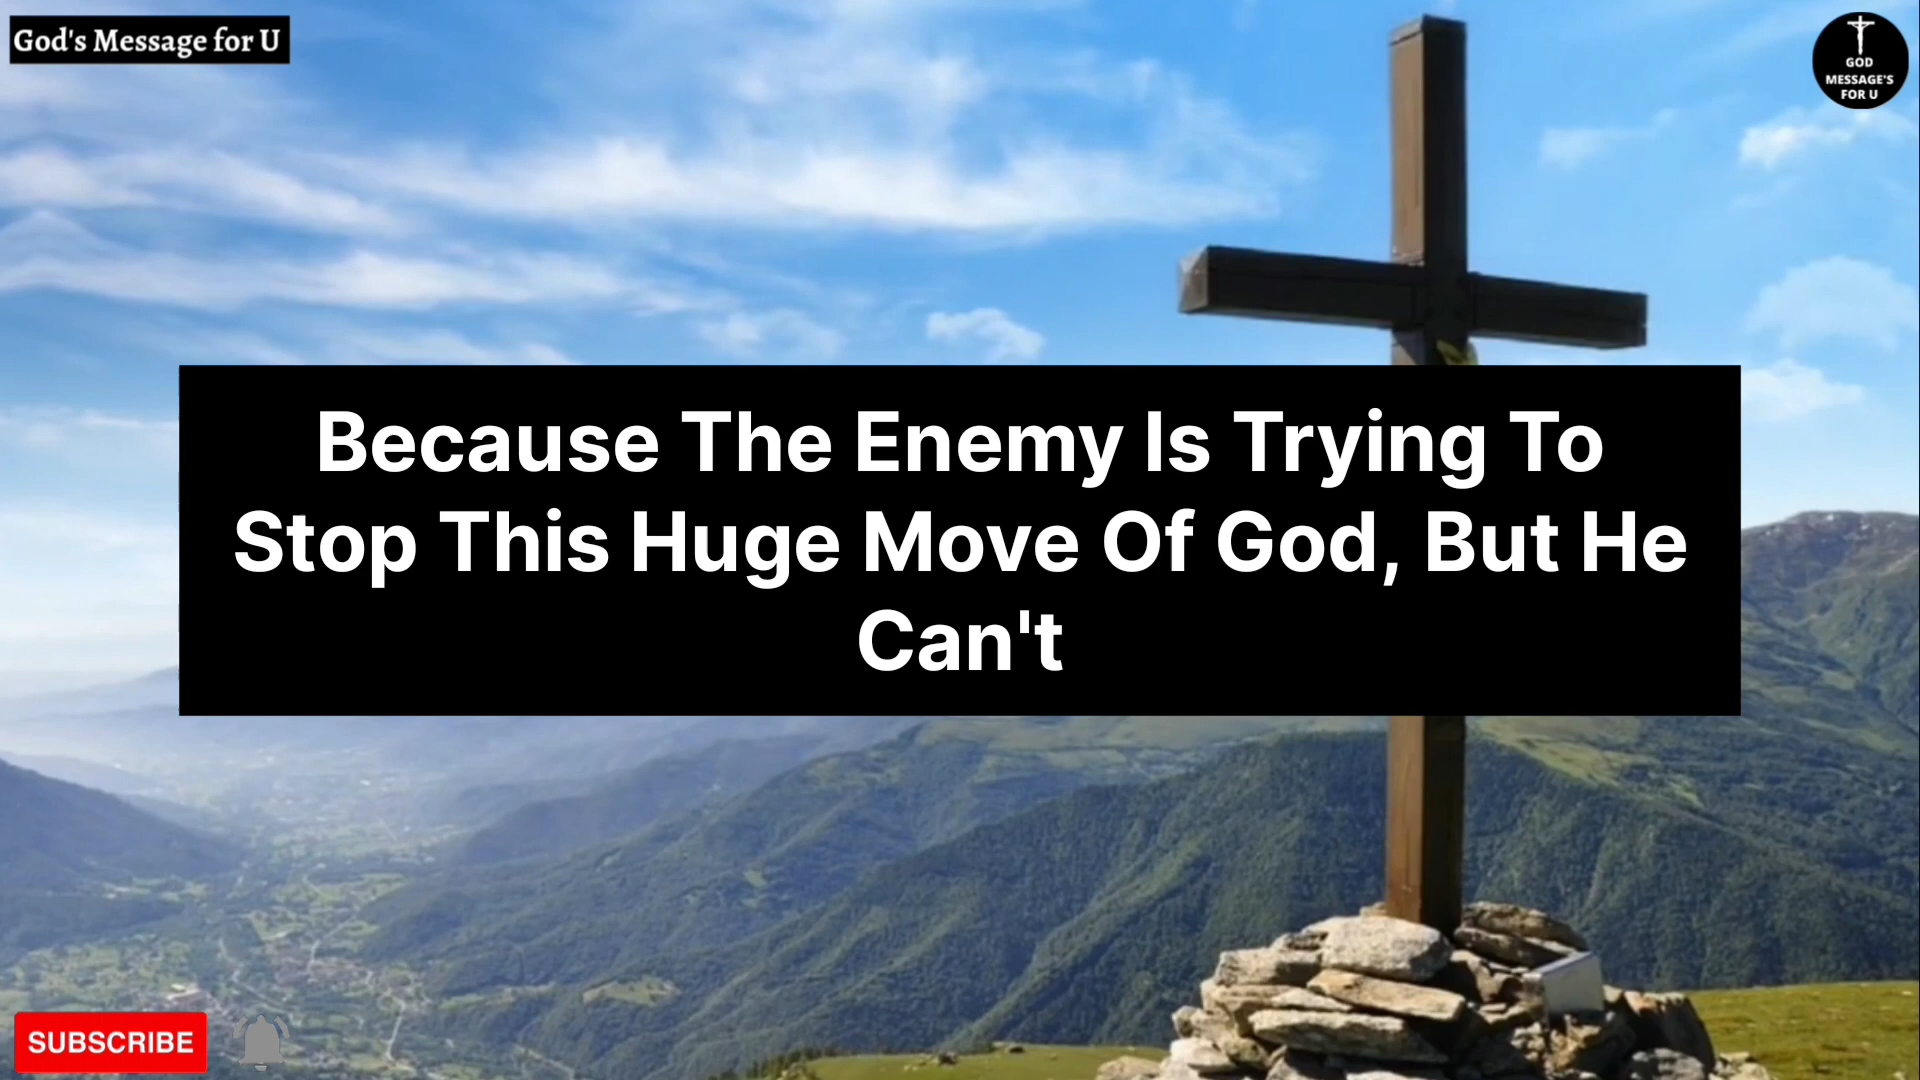 God's Message for U
GOD
MESSAGE'S
FOR U
Because The Enemy Is Trying To
Stop This Huge Move Of God, But He
Can't
SUBSCRIBE